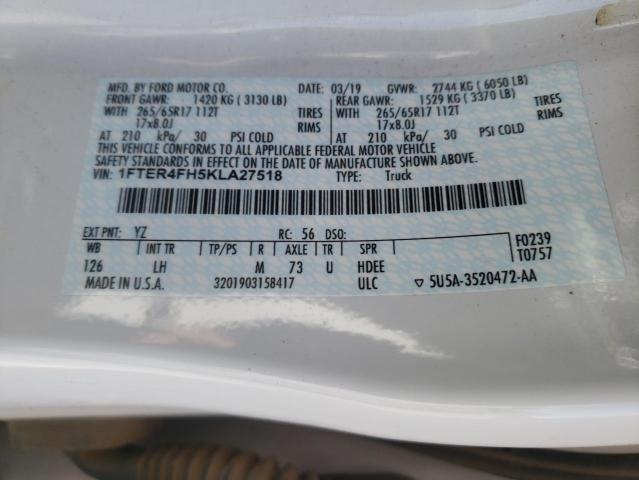 MFD. BY FORD MOTOR CO. DATE: 03/19 GVWR: 2744 KG ( 6050 LB)
FRONT GAWR: 1420 KG ( 3130 LB) REAR GAWR: 1529 KG ( 3370 LB)
WITH 265/65R17 112T TIRES WITH 265/65R17 112T TIRES
17x8.0J RIMS 17x8.0J RIMS
AT 210 kPa/ 30 PSI COLD AT 210 kPa/ 30 PSI COLD
THIS VEHICLE CONFORMS TO ALL APPLICABLE FEDERAL MOTOR VEHICLE
SAFETY STANDARDS IN EFFECT ON THE DATE OF MANUFACTURE SHOWN ABOVE.
VIN: 1FTER4FH5KLA27518 TYPE: Truck
EXT PNT: YZ RC: 56 DSO: F0239
WB INT TR TP/PS R AXLE TR SPR T0757
126 LH M 73 U HDEE
MADE IN U.S.A. 3201903158417 ULC ▽ 5U5A-3520472-AA